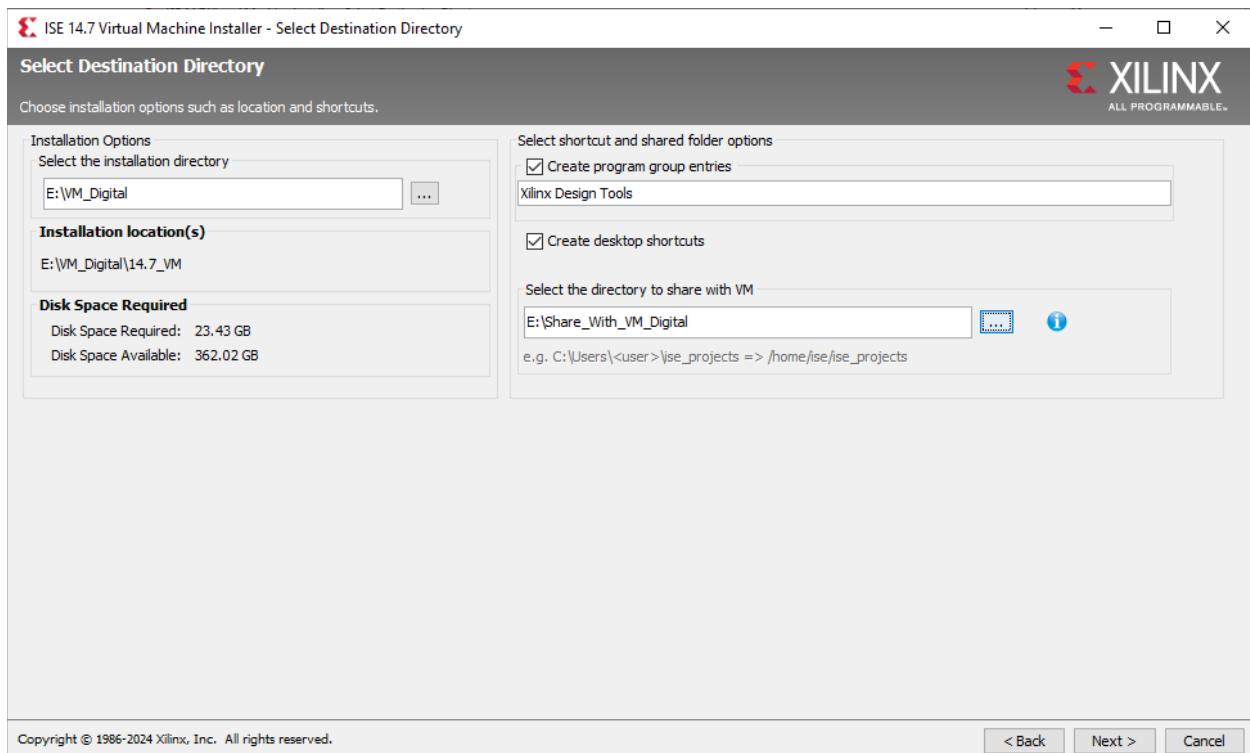 ISE 14.7 Virtual Machine Installer - Select Destination Directory
Select Destination Directory
Choose installation options such as location and shortcuts.
XILINX
ALL PROGRAMMABLE™
Installation Options
Select the installation directory
E:\VM_Digital
...
Installation location(s)
E:\VM_Digital\14.7_VM
Disk Space Required
Disk Space Required: 23.43 GB
Disk Space Available: 362.02 GB
Select shortcut and shared folder options
Create program group entries
Xilinx Design Tools
Create desktop shortcuts
Select the directory to share with VM
E:\Share_With_VM_Digital
...
e.g. C:\Users\<user>\ise_projects => /home/ise/ise_projects
Copyright © 1986-2024 Xilinx, Inc. All rights reserved.
< Back
Next >
Cancel